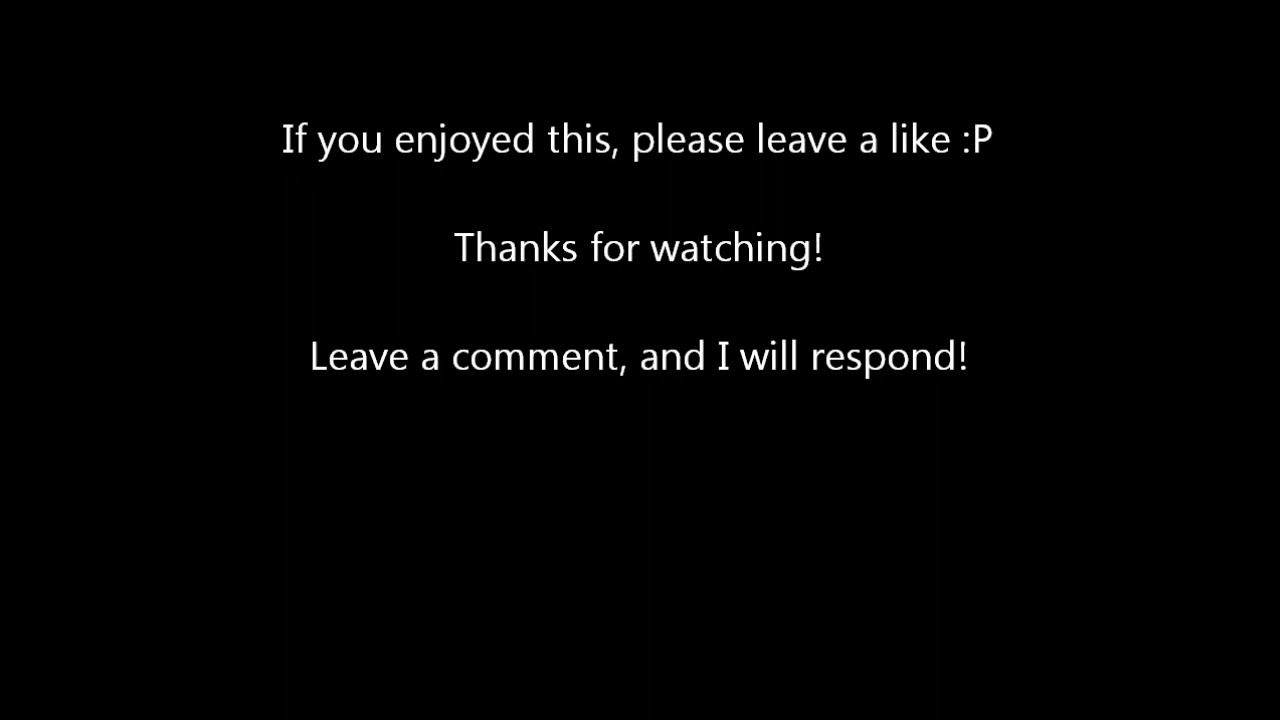 If you enjoyed this, please leave a like :P
Thanks for watching!
Leave a comment, and I will respond!